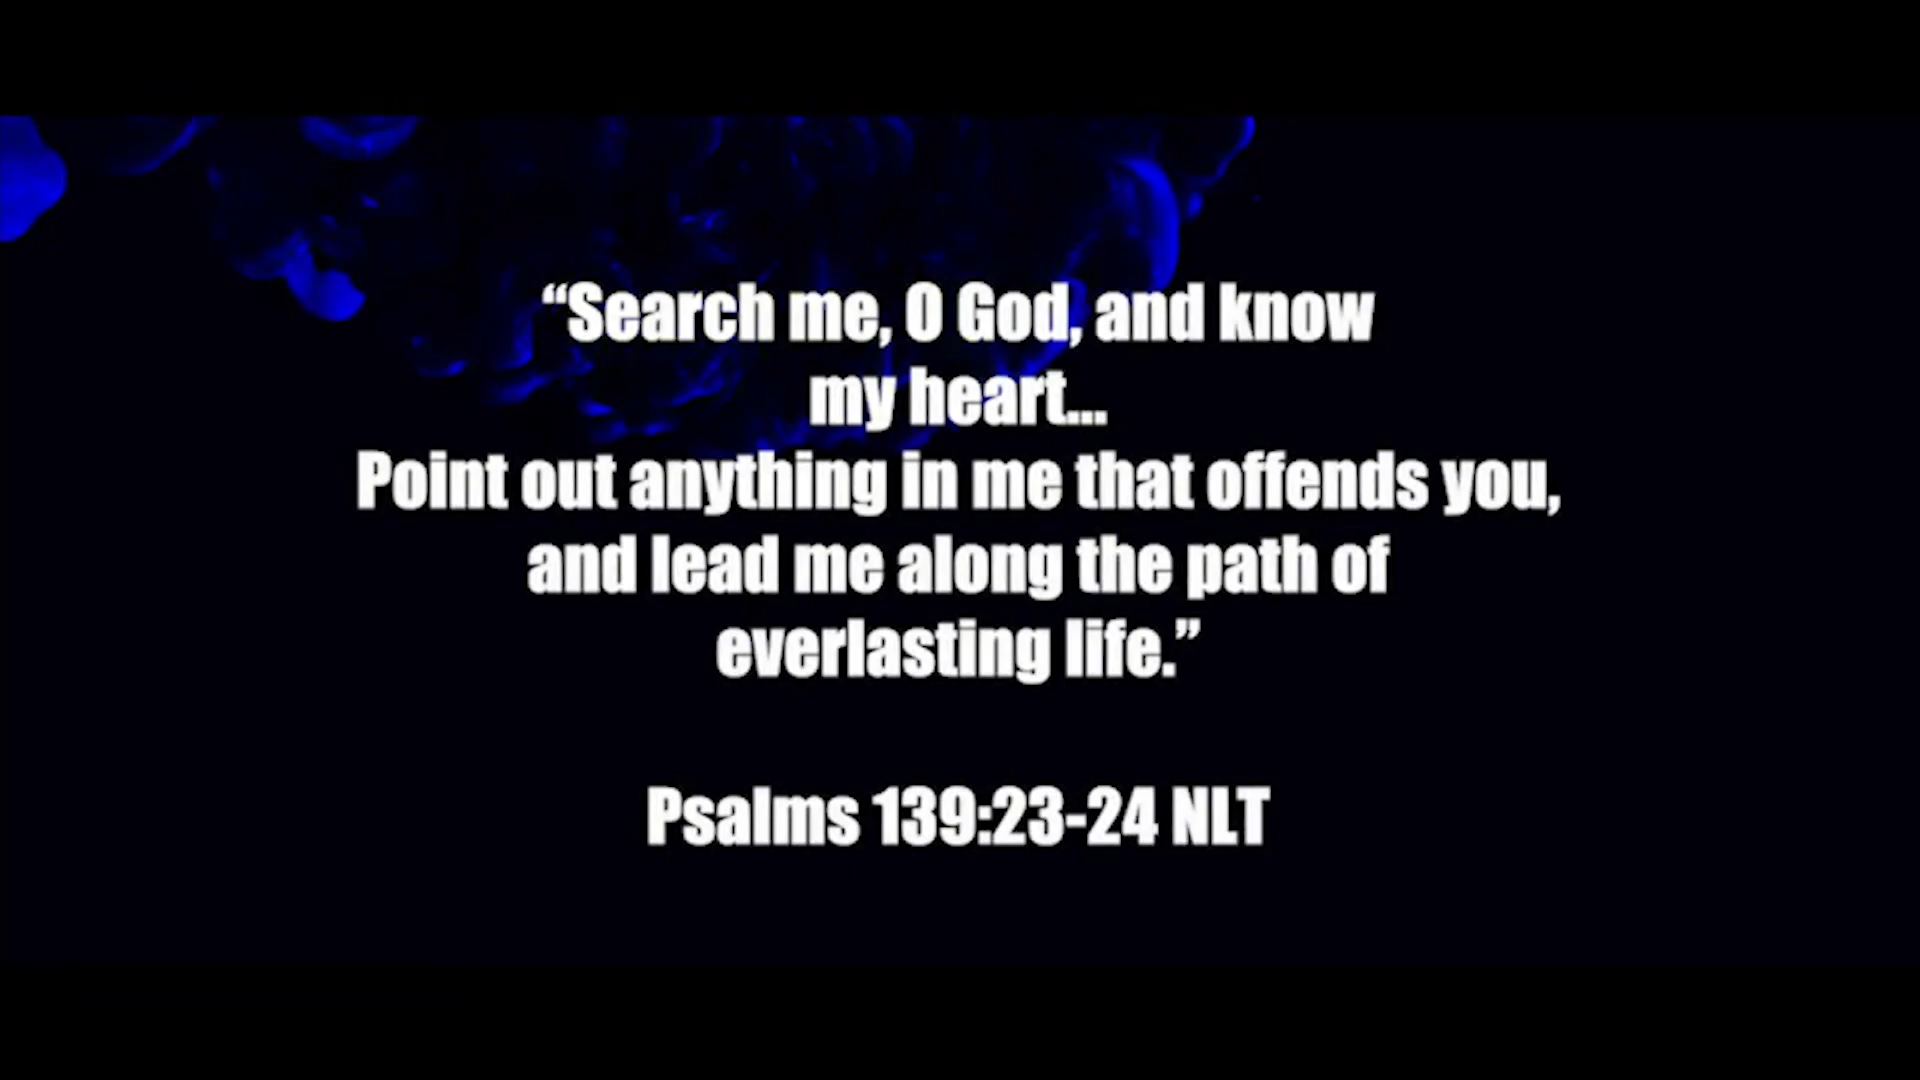 “Search me, O God, and know
my heart...
Point out anything in me that offends you,
and lead me along the path of
everlasting life.”
Psalms 139:23-24 NLT